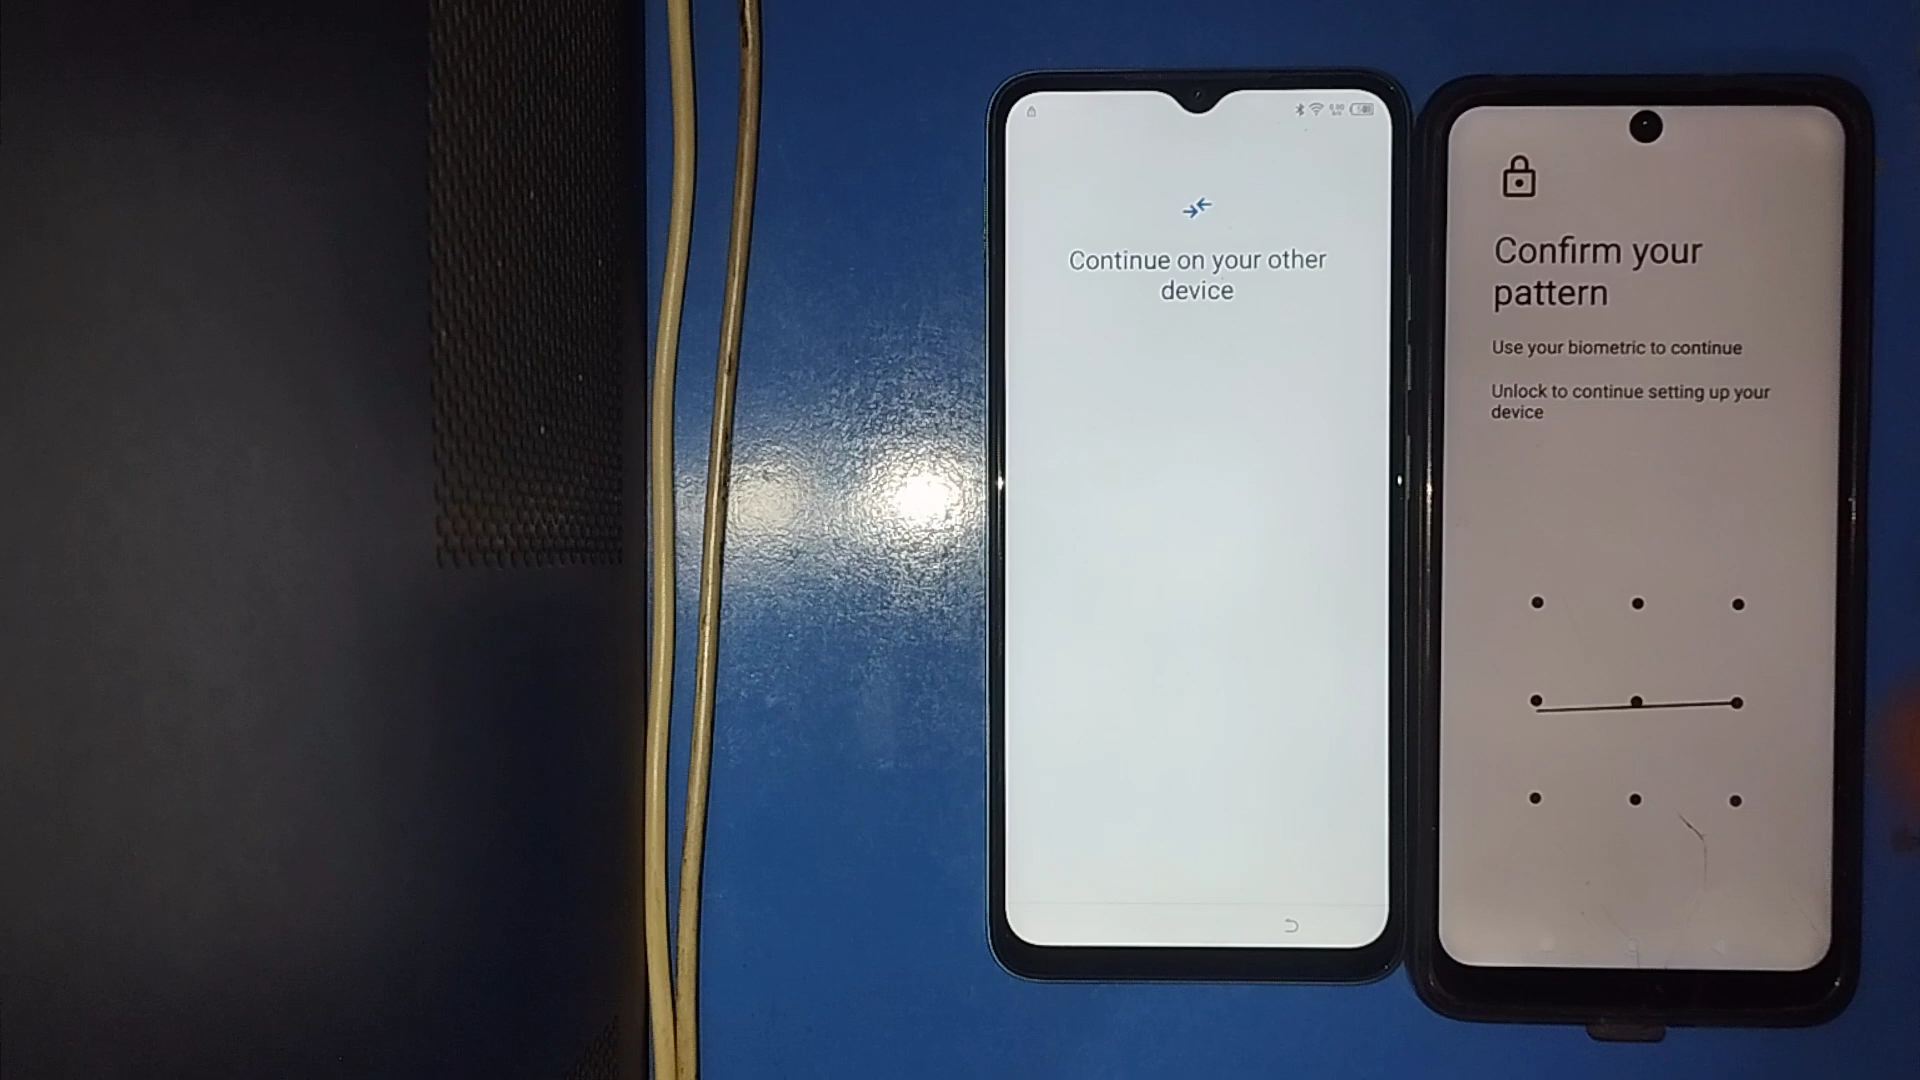 Continue on your other
device
Confirm your
pattern
Use your biometric to continue
Unlock to continue setting up your
device